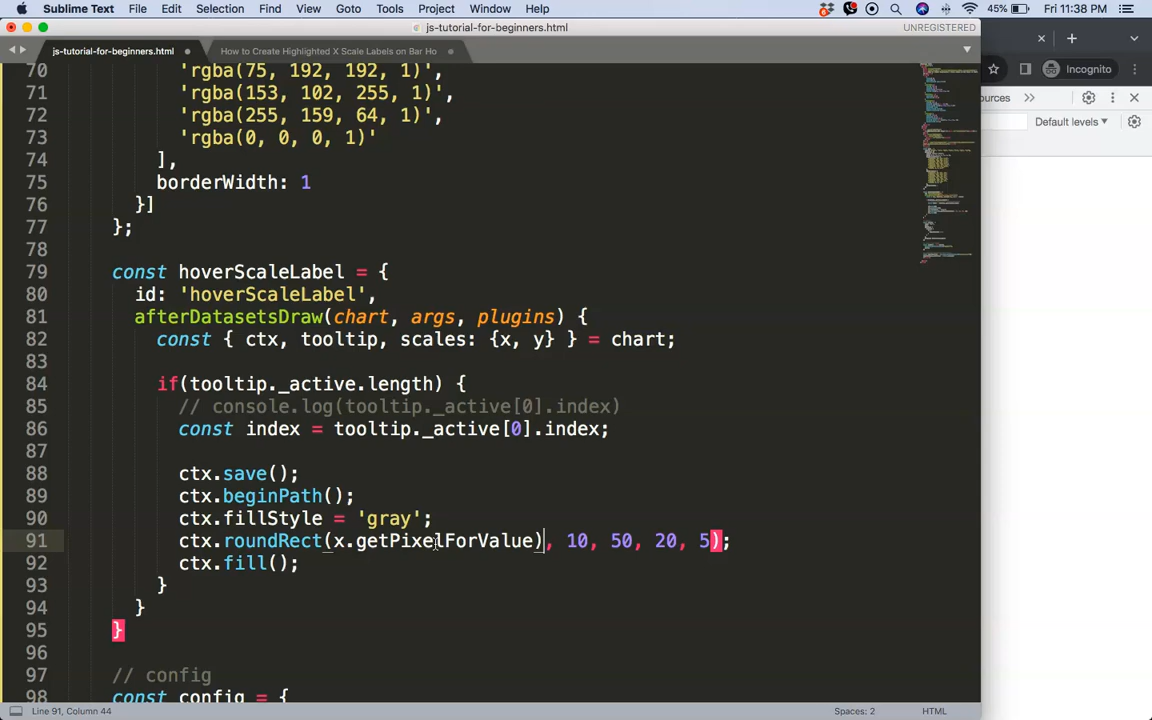 Sublime Text File Edit Selection Find View Goto Tools Project Window Help 45% Fri 11:38 PM
js-tutorial-for-beginners.html UNREGISTERED
js-tutorial-for-beginners.html How to Create Highlighted X Scale Labels on Bar Ho
Incognito
ources
Default levels
70 'rgba(75, 192, 192, 1)',
71 'rgba(153, 102, 255, 1)',
72 'rgba(255, 159, 64, 1)',
73 'rgba(0, 0, 0, 1)'
74 ],
75 borderWidth: 1
76 }]
77 };
78
79 const hoverScaleLabel = {
80 id: 'hoverScaleLabel',
81 afterDatasetsDraw(chart, args, plugins) {
82 const { ctx, tooltip, scales: {x, y} } = chart;
83
84 if(tooltip._active.length) {
85 // console.log(tooltip._active[0].index)
86 const index = tooltip._active[0].index;
87
88 ctx.save();
89 ctx.beginPath();
90 ctx.fillStyle = 'gray';
91 ctx.roundRect(x.getPixelForValue), 10, 50, 20, 5);
92 ctx.fill();
93 }
94 }
95 }
96
97 // config
98 const config = {
Line 91, Column 44 Spaces: 2 HTML